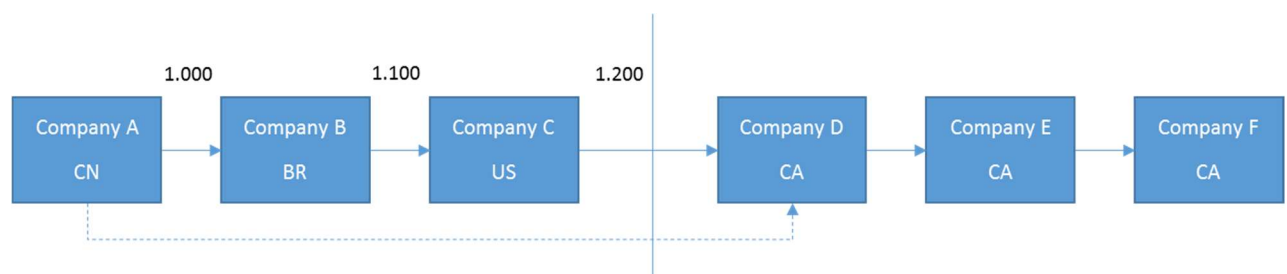 1.000
1.100
1.200
Company A
CN
Company B
BR
Company C
US
Company D
CA
Company E
CA
Company F
CA